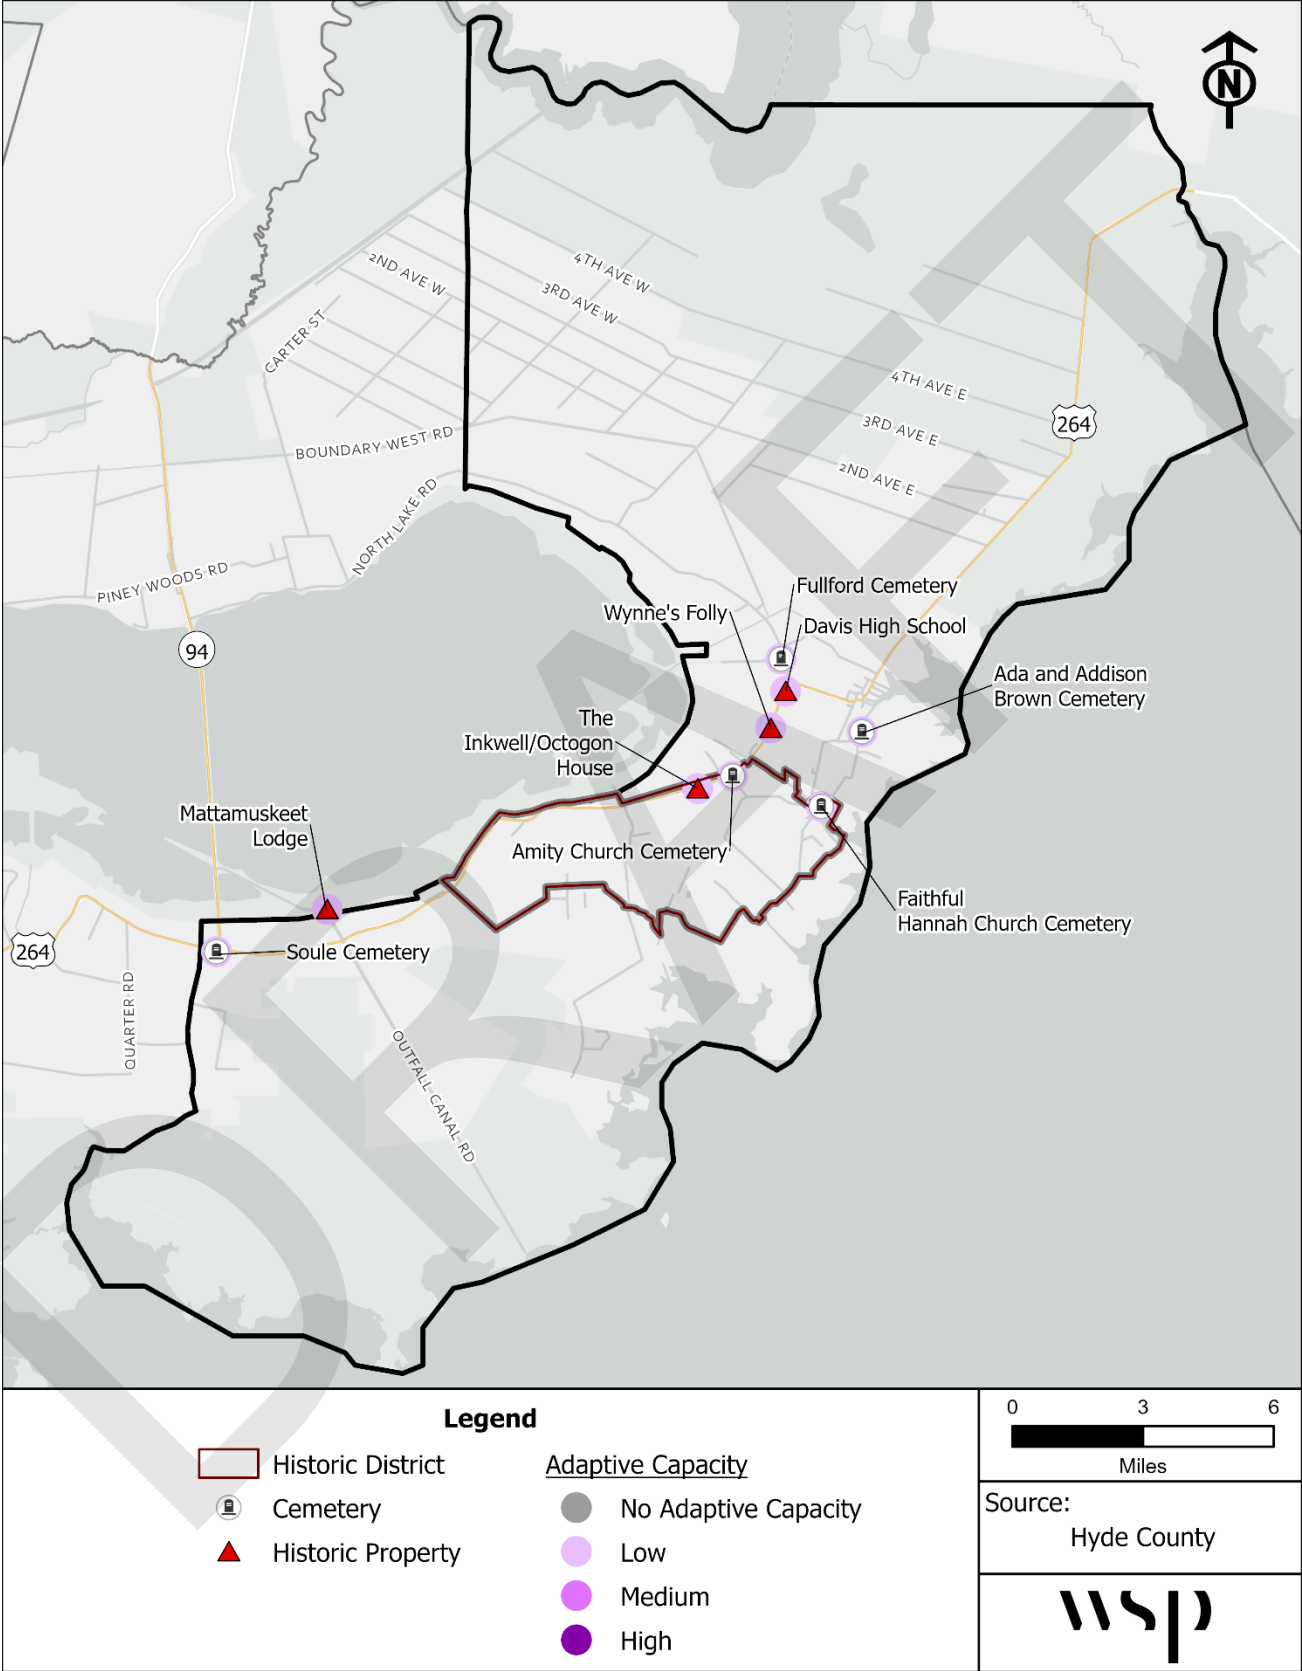 N
2ND AVE W
4TH AVE W
3RD AVE W
CARTER ST
4TH AVE E
3RD AVE E
264
BOUNDARY WEST RD
2ND AVE E
NORTH LAKE RD
PINEY WOODS RD
Fullford Cemetery
Wynne's Folly
Davis High School
94
Ada and Addison
Brown Cemetery
The
Inkwell/Octogon
House
Mattamuskeet
Lodge
Amity Church Cemetery
Faithful
Hannah Church Cemetery
264
Soule Cemetery
QUARTER RD
OUTFALL CANAL RD
DRAFT
Legend
Historic District
Cemetery
Historic Property
Adaptive Capacity
No Adaptive Capacity
Low
Medium
High
0 3 6
Miles
Source:
Hyde County
wsp